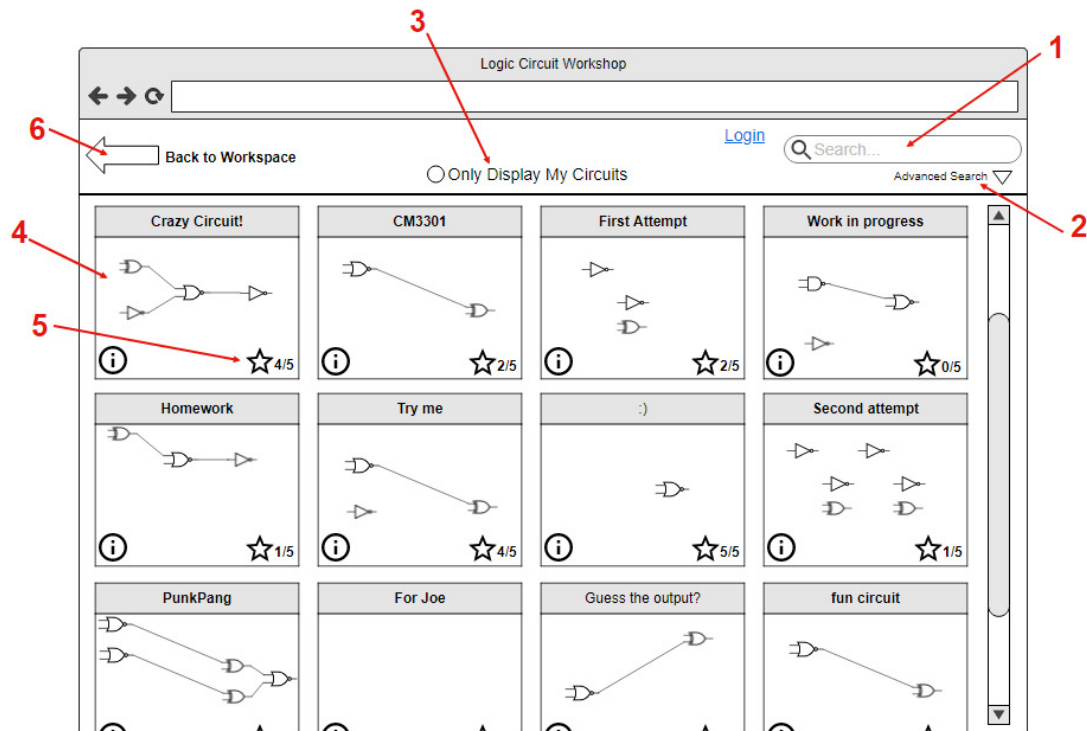 3
1
Logic Circuit Workshop
6
Login
Search...
Back to Workspace
Only Display My Circuits
Advanced Search
2
4
Crazy Circuit!
CM3301
First Attempt
Work in progress
5
i
4/5
i
2/5
i
2/5
i
0/5
Homework
Try me
:)
Second attempt
i
1/5
i
4/5
i
5/5
i
1/5
PunkPang
For Joe
Guess the output?
fun circuit